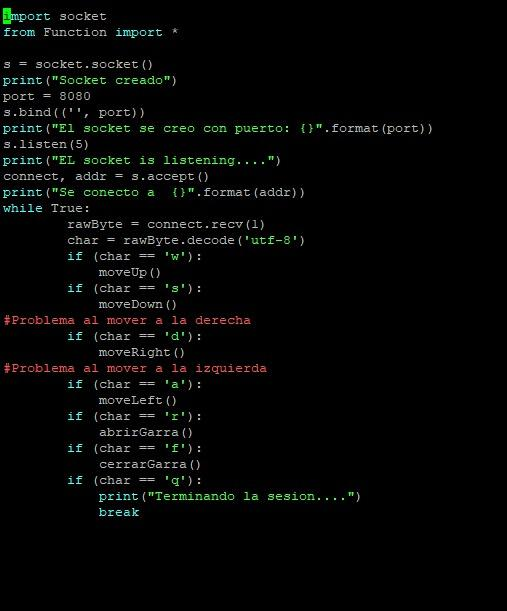 import socket
from Function import *

s = socket.socket()
print("Socket creado")
port = 8080
s.bind(('', port))
print("El socket se creo con puerto: {}".format(port))
s.listen(5)
print("EL socket is listening....")
connect, addr = s.accept()
print("Se conecto a  {}".format(addr))
while True:
        rawByte = connect.recv(1)
        char = rawByte.decode('utf-8')
        if (char == 'w'):
            moveUp()
        if (char == 's'):
            moveDown()
#Problema al mover a la derecha
        if (char == 'd'):
            moveRight()
#Problema al mover a la izquierda
        if (char == 'a'):
            moveLeft()
        if (char == 'r'):
            abrirGarra()
        if (char == 'f'):
            cerrarGarra()
        if (char == 'q'):
            print("Terminando la sesion....")
            break